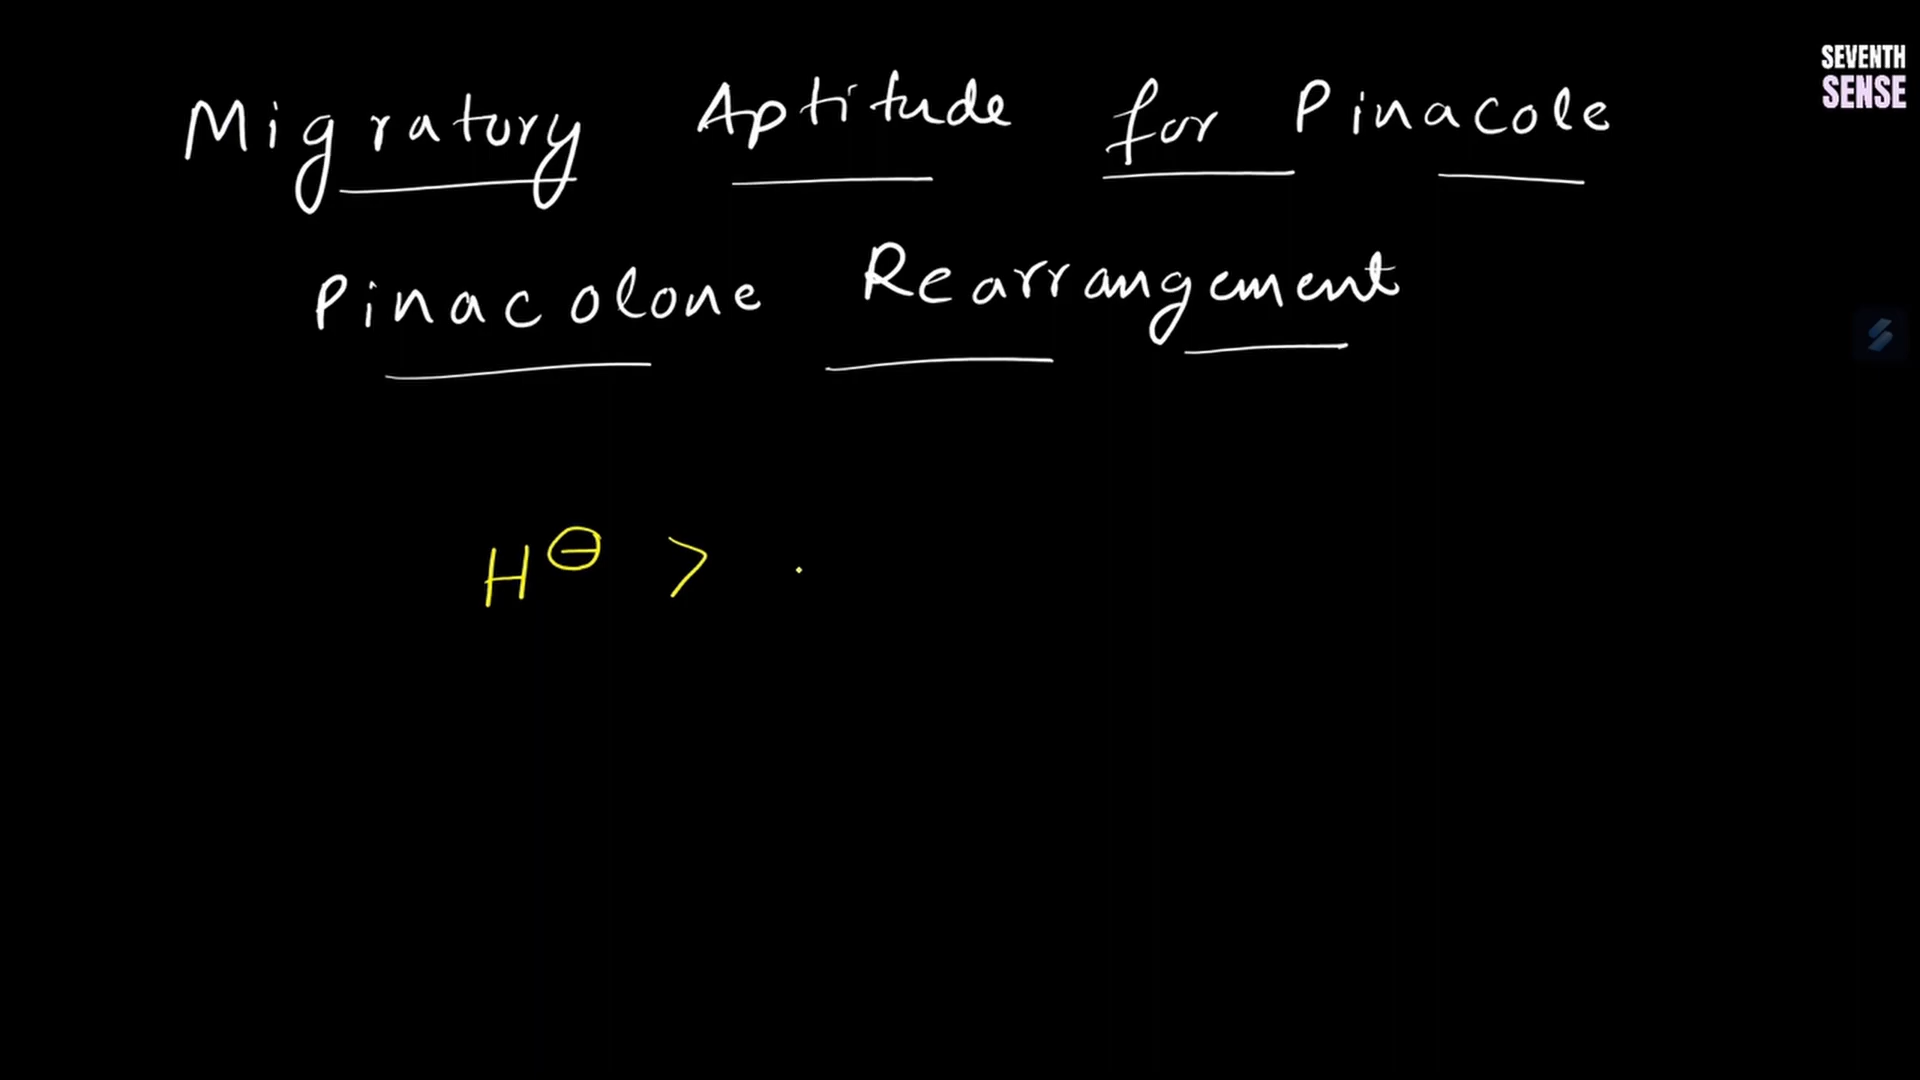 SEVENTH
SENSE
Migratory Aptitude for Pinacole
Pinacolone Rearrangement
H⊖ >